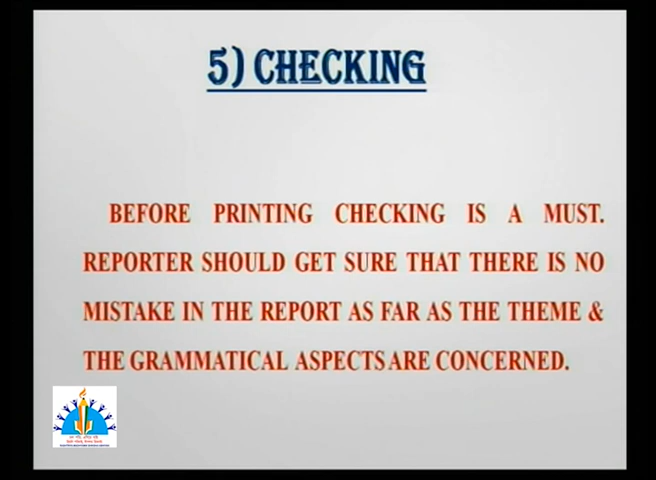 5) CHECKING
BEFORE PRINTING CHECKING IS A MUST.
REPORTER SHOULD GET SURE THAT THERE IS NO
MISTAKE IN THE REPORT AS FAR AS THE THEME &
THE GRAMMATICAL ASPECTS ARE CONCERNED.